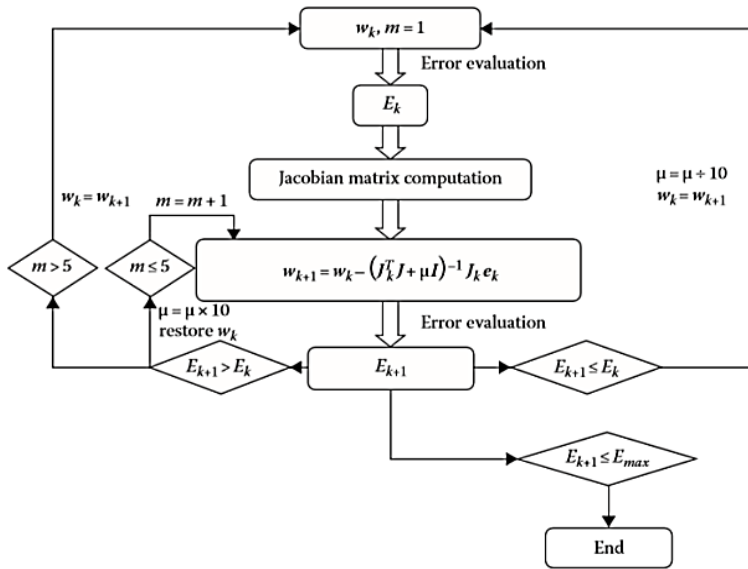 w_k, m = 1
Error evaluation
E_k
Jacobian matrix computation
μ = μ ÷ 10
w_k = w_{k+1}
w_k = w_{k+1}
m = m + 1
m > 5
m ≤ 5
w_{k+1} = w_k − (J_k^T J + μI)^{−1} J_k e_k
μ = μ × 10
restore w_k
Error evaluation
E_{k+1} > E_k
E_{k+1}
E_{k+1} ≤ E_k
E_{k+1} ≤ E_{max}
End